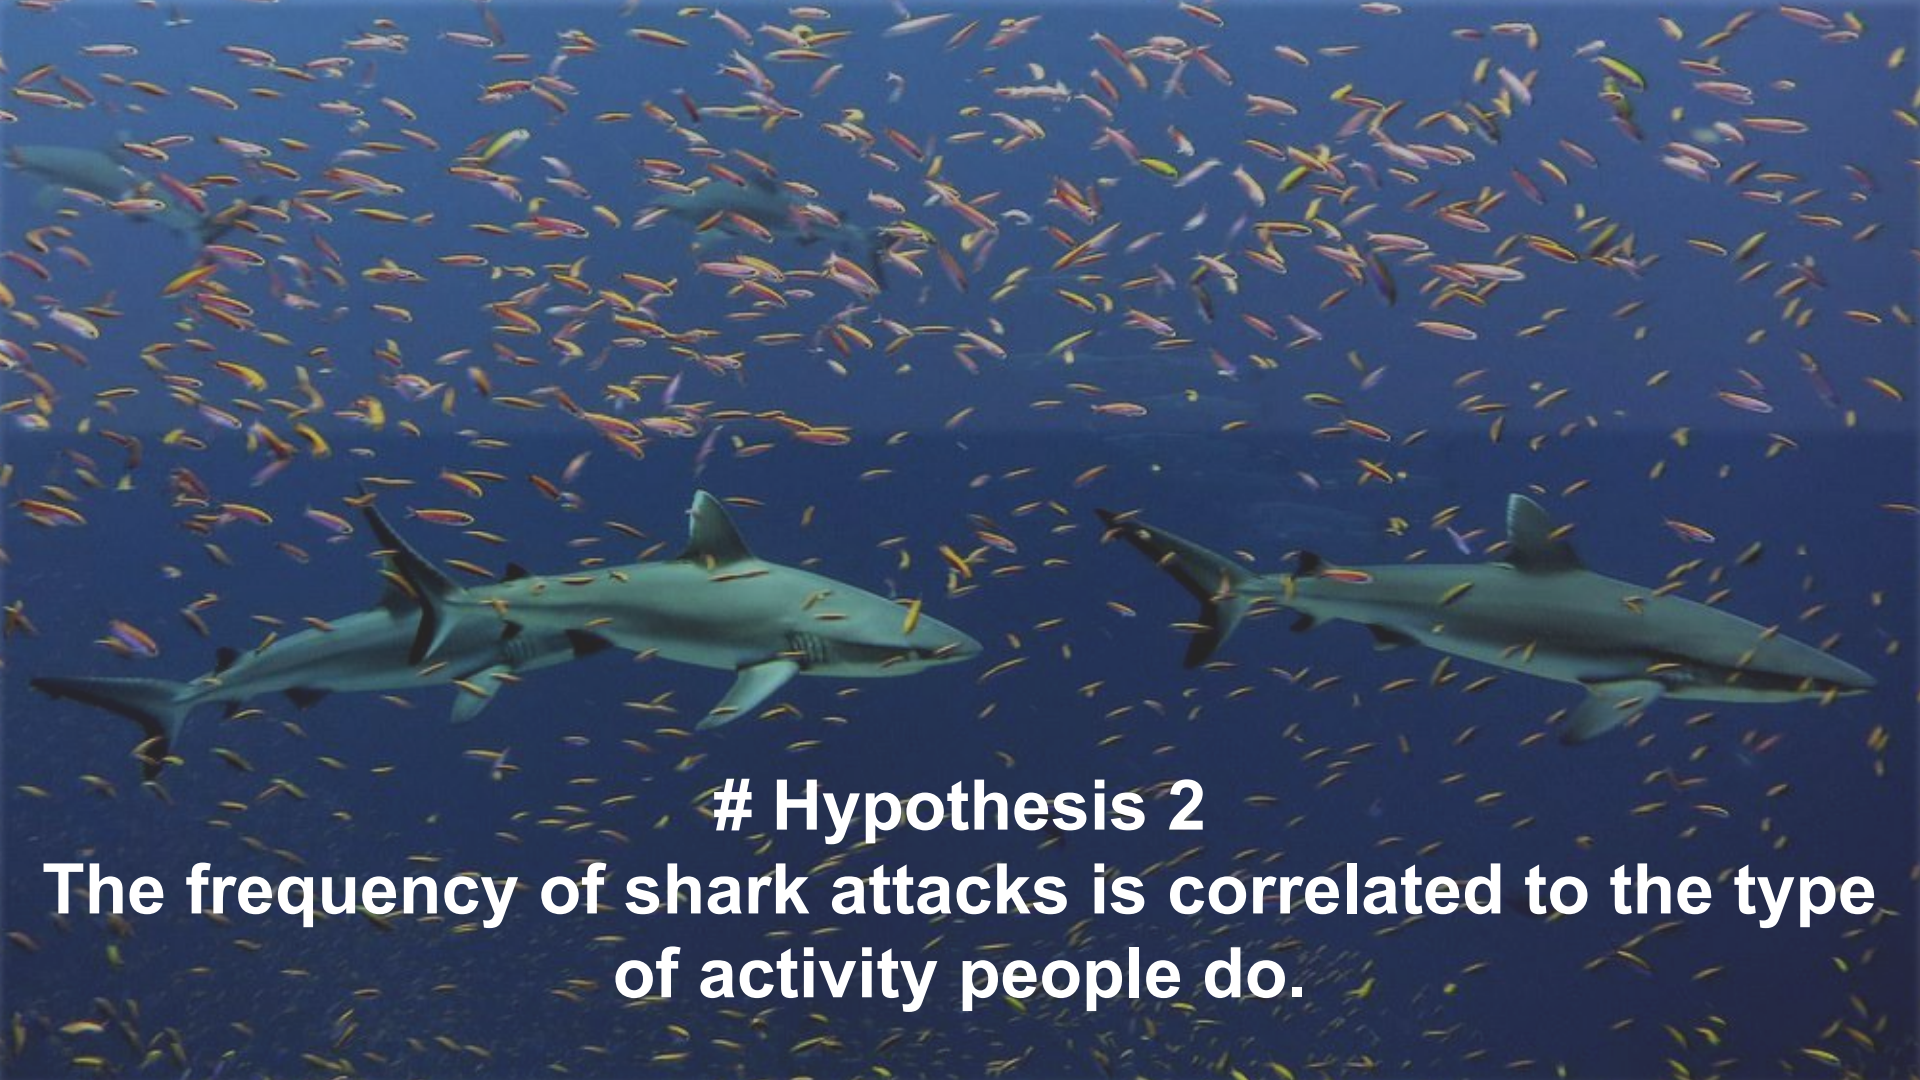 # Hypothesis 2
The frequency of shark attacks is correlated to the type
of activity people do.